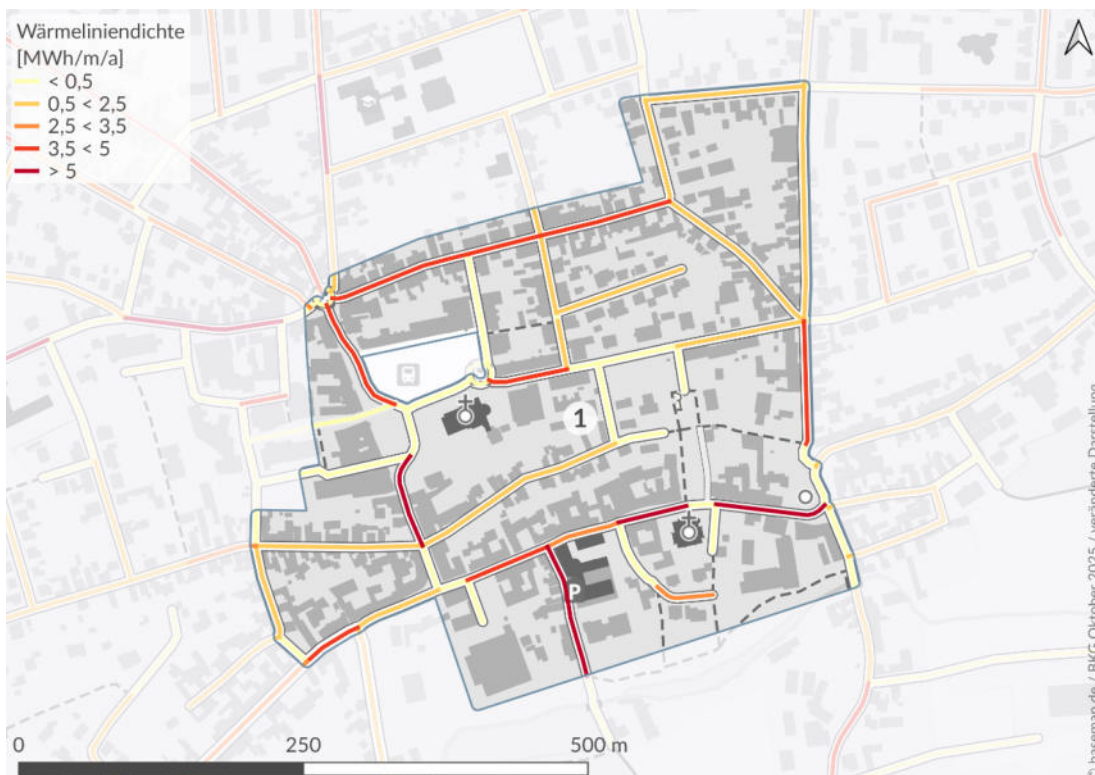 Wärmeliniendichte
[MWh/m/a]
< 0,5
0,5 < 2,5
2,5 < 3,5
3,5 < 5
> 5
1
P
0
250
500 m
© basemap.de / BKG Oktober 2025 / veränderte Darstellung